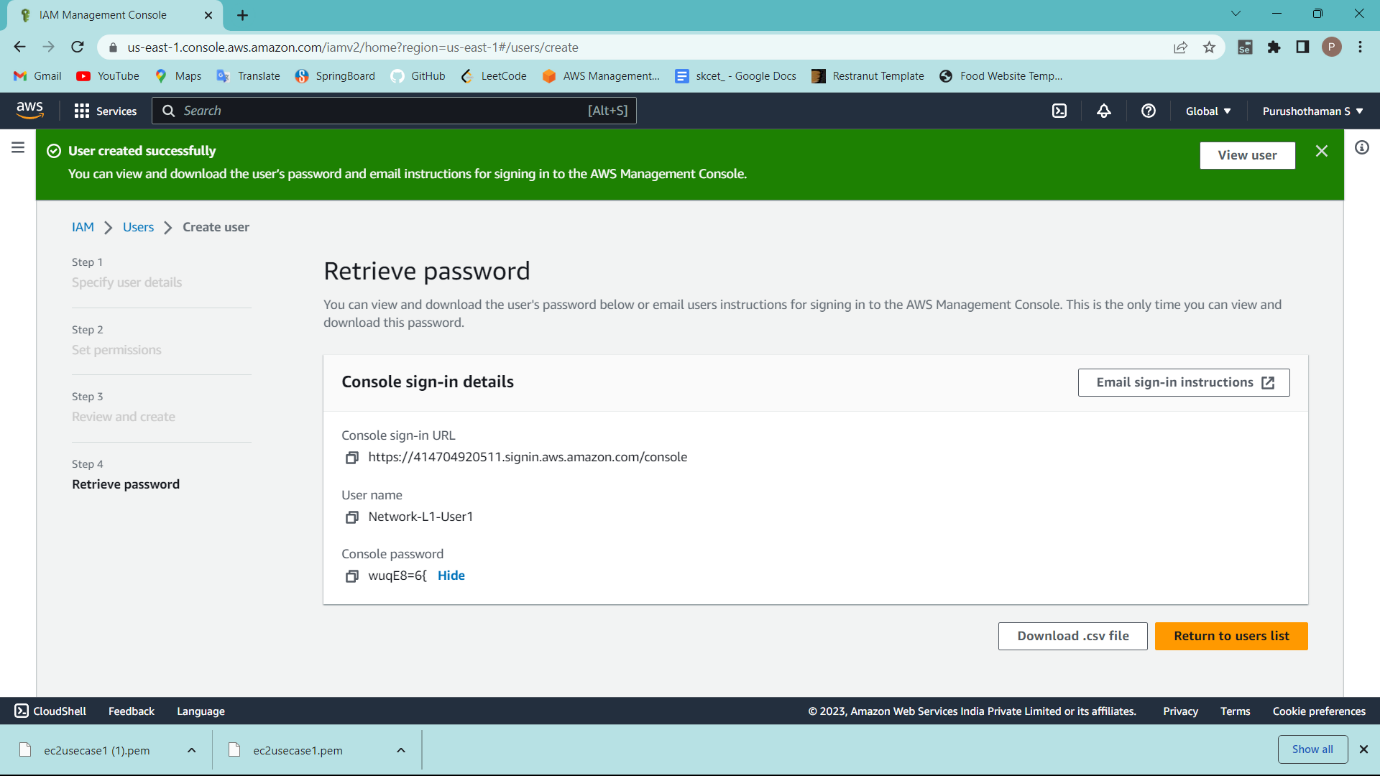 IAM Management Console
us-east-1.console.aws.amazon.com/iamv2/home?region=us-east-1#/users/create
Gmail YouTube Maps Translate SpringBoard GitHub LeetCode AWS Management... skcet_ - Google Docs Restranut Template Food Website Temp...
aws Services Search [Alt+S] Global Purushothaman S
User created successfully
You can view and download the user's password and email instructions for signing in to the AWS Management Console.
View user
IAM Users Create user
Step 1
Specify user details
Step 2
Set permissions
Step 3
Review and create
Step 4
Retrieve password
Retrieve password
You can view and download the user's password below or email users instructions for signing in to the AWS Management Console. This is the only time you can view and
download this password.
Console sign-in details
Email sign-in instructions
Console sign-in URL
https://414704920511.signin.aws.amazon.com/console
User name
Network-L1-User1
Console password
wuqE8=6{ Hide
Download .csv file Return to users list
CloudShell Feedback Language © 2023, Amazon Web Services India Private Limited or its affiliates. Privacy Terms Cookie preferences
ec2usecase1 (1).pem ec2usecase1.pem Show all